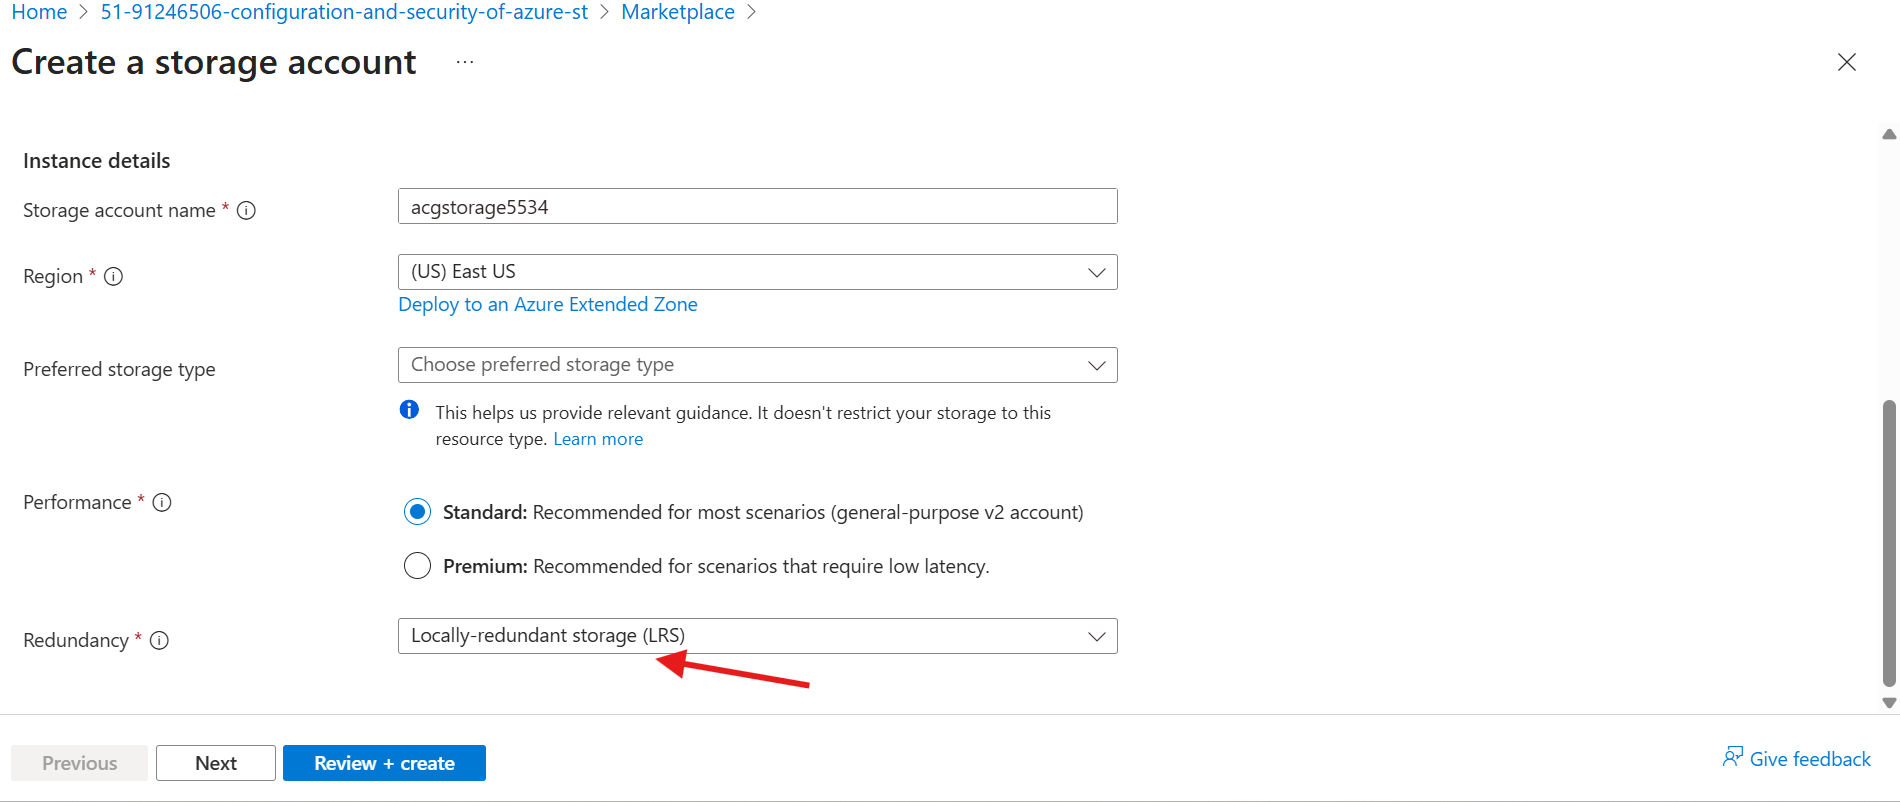 Home > 51-91246506-configuration-and-security-of-azure-st > Marketplace >
Create a storage account ...
Instance details
Storage account name *
acgstorage5534
Region *
(US) East US
Deploy to an Azure Extended Zone
Preferred storage type
Choose preferred storage type
This helps us provide relevant guidance. It doesn't restrict your storage to this
resource type. Learn more
Performance *
Standard: Recommended for most scenarios (general-purpose v2 account)
Premium: Recommended for scenarios that require low latency.
Redundancy *
Locally-redundant storage (LRS)
Previous
Next
Review + create
Give feedback